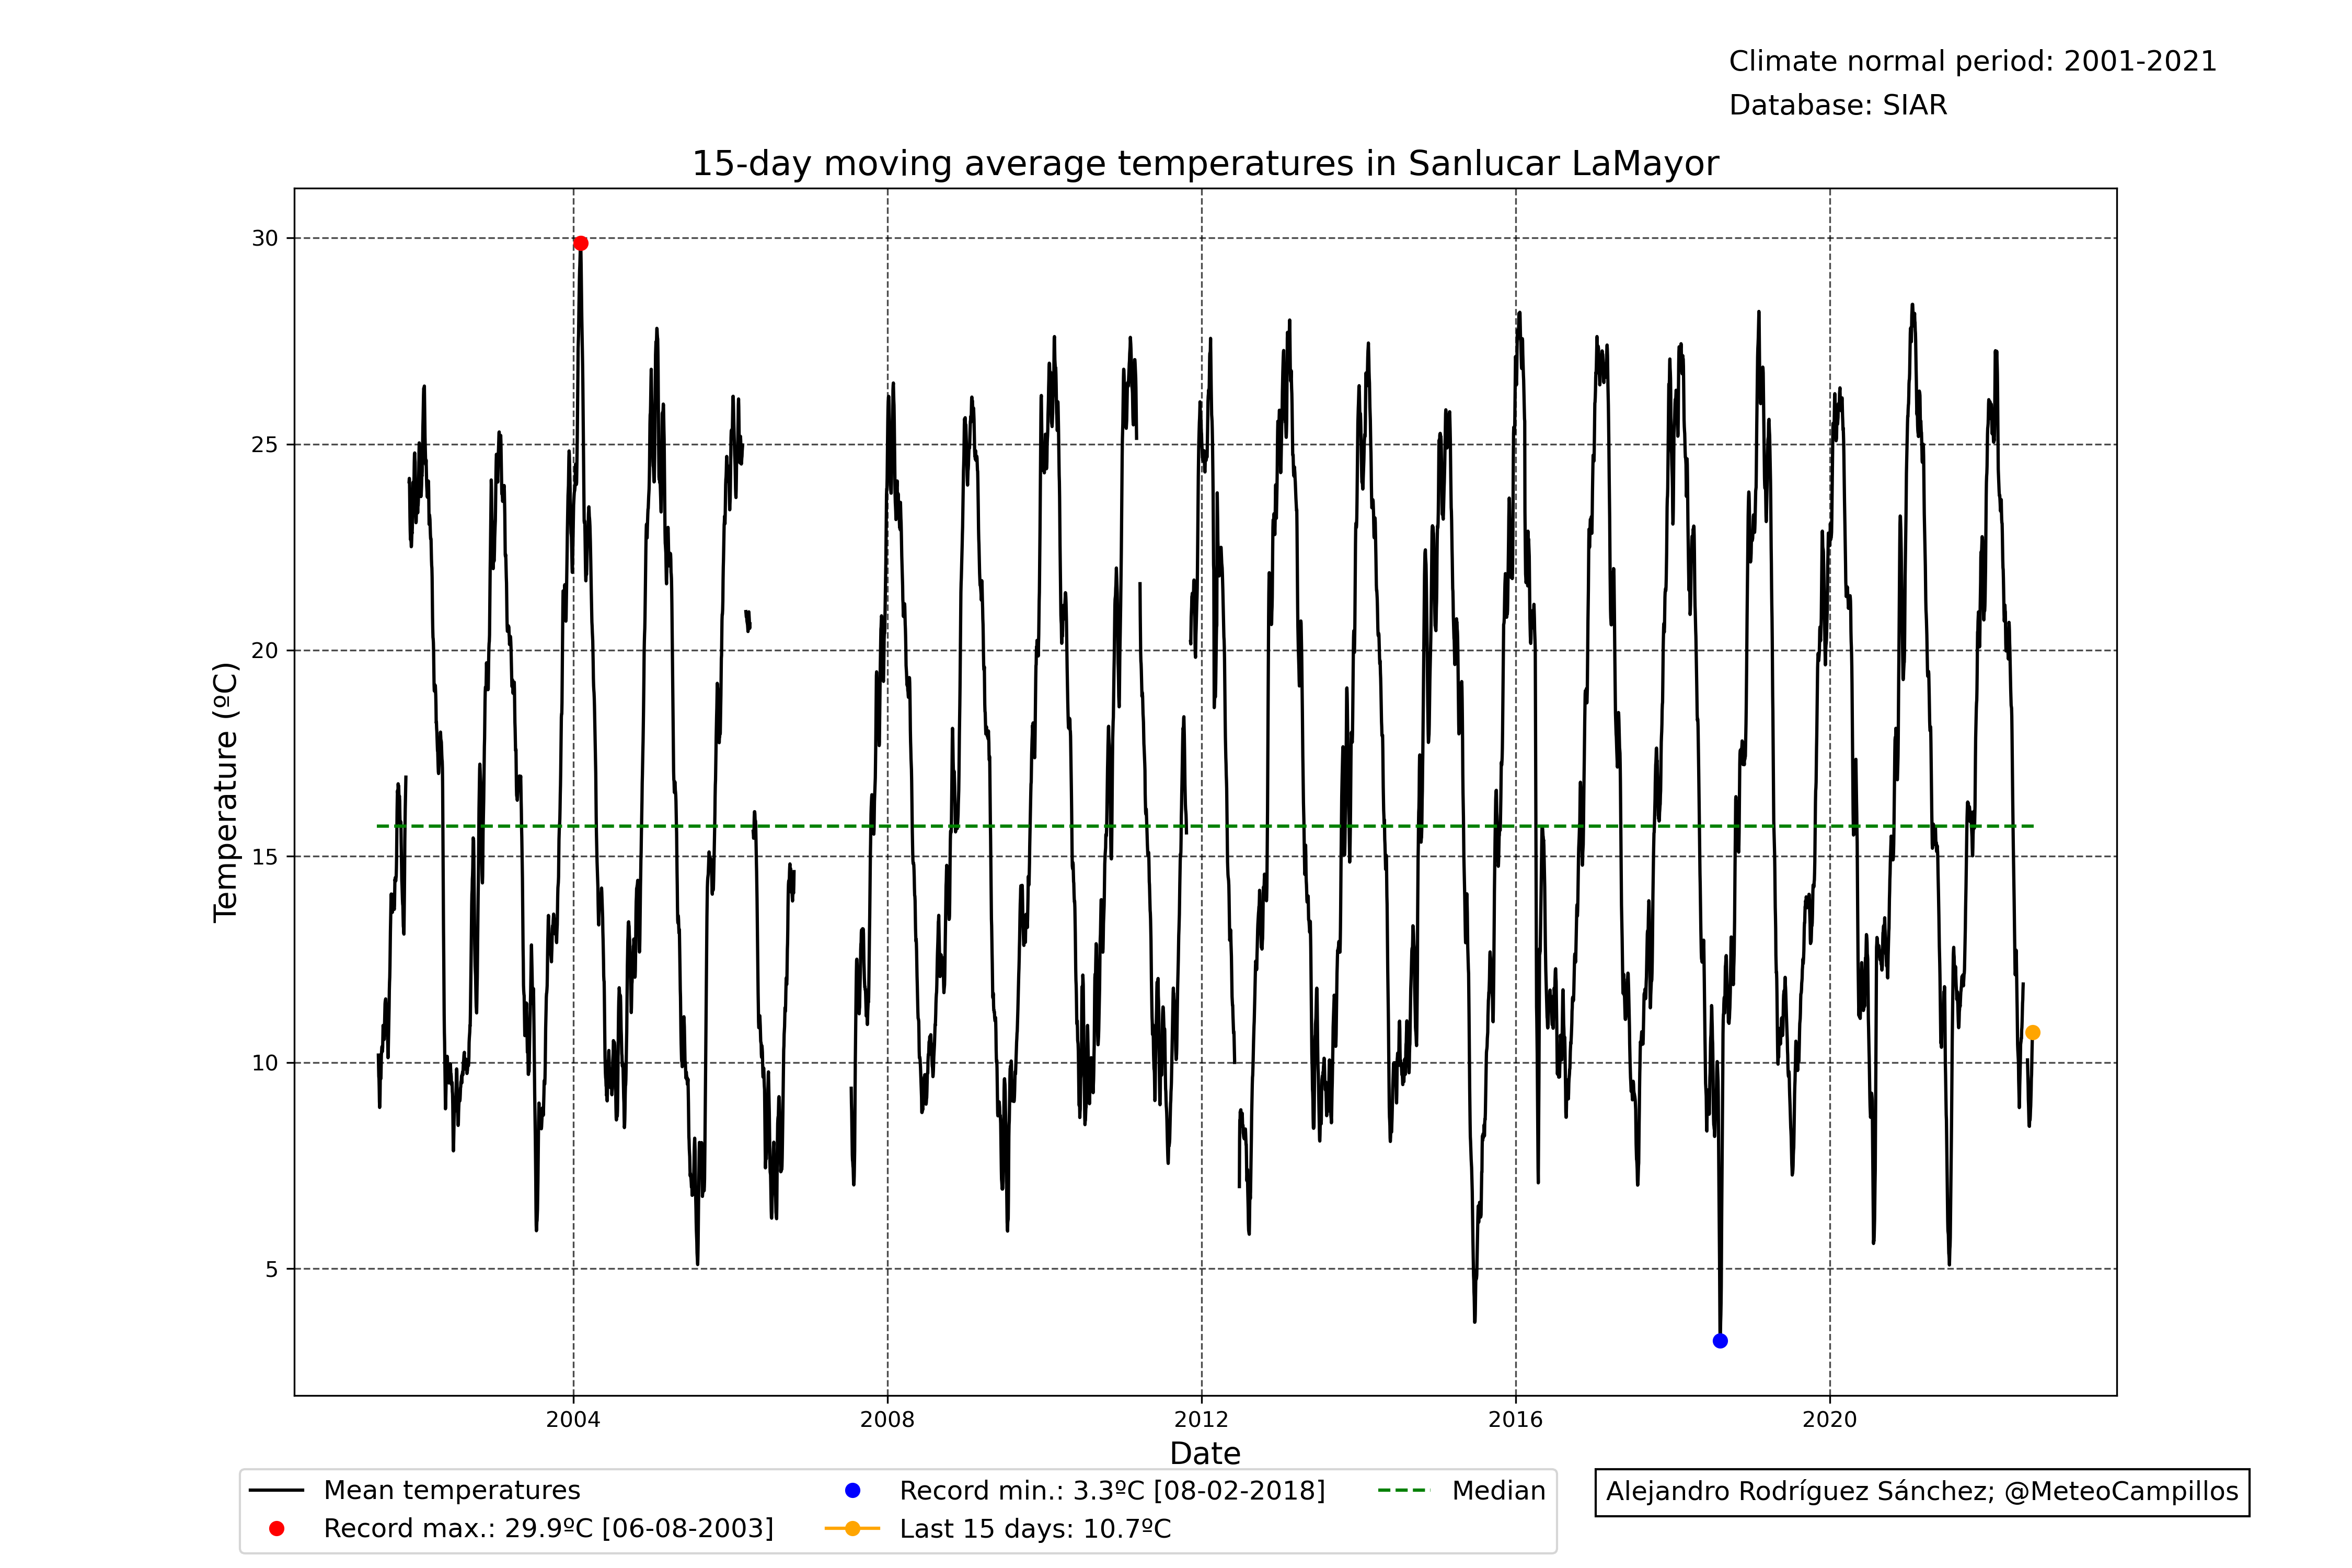 Climate normal period: 2001-2021
Database: SIAR
15-day moving average temperatures in Sanlucar LaMayor
30
25
20
15
10
5
Temperature (ºC)
2004 2008 2012 2016 2020
Date
Mean temperatures
Record max.: 29.9ºC [06-08-2003]
Record min.: 3.3ºC [08-02-2018]
Last 15 days: 10.7ºC
Median
Alejandro Rodríguez Sánchez; @MeteoCampillos